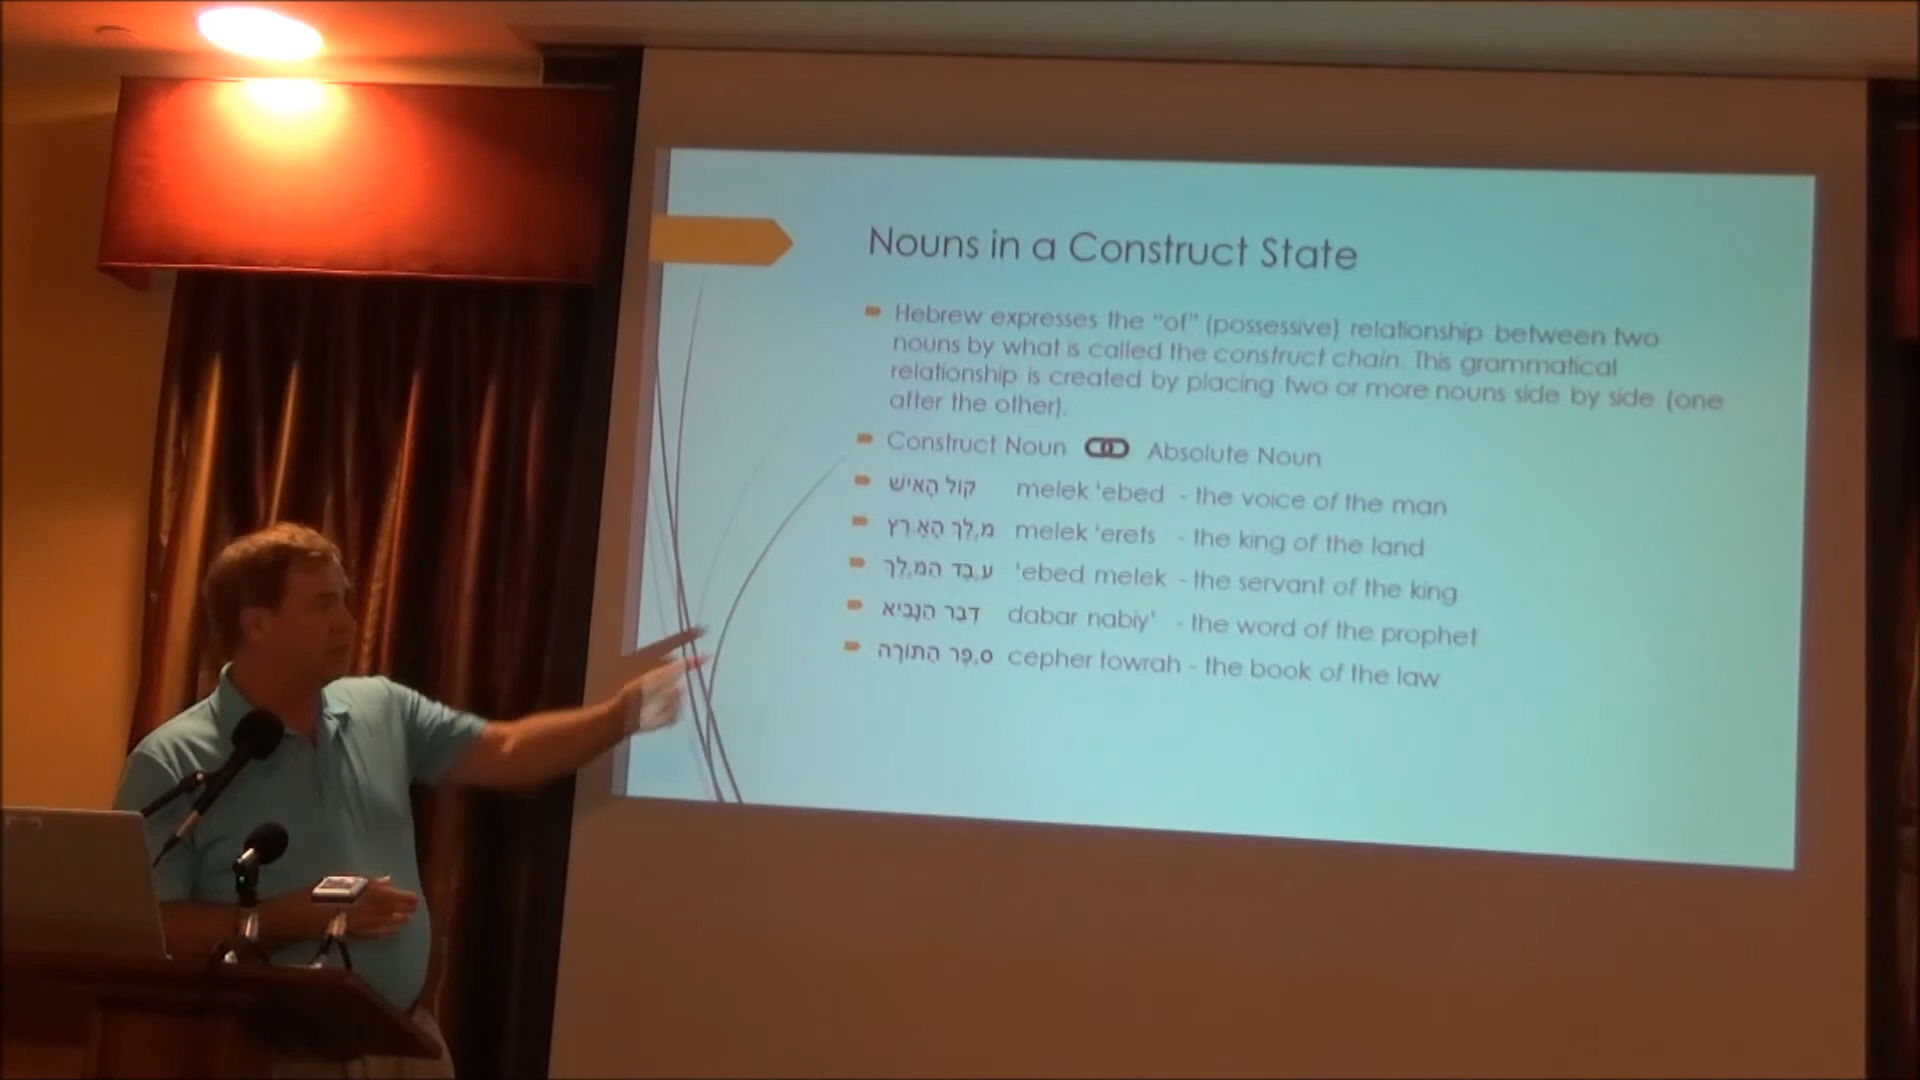 Nouns in a Construct State
Hebrew expresses the "of" (possessive) relationship between two
nouns by what is called the construct chain. This grammatical
relationship is created by placing two or more nouns side by side (one
after the other).
Construct Noun Absolute Noun
קוֹל הָאִישׁ melek 'ebed - the voice of the man
מֶלֶךְ הָאָרֶץ melek 'erets - the king of the land
עֶבֶד הַמֶּלֶךְ 'ebed melek - the servant of the king
דְּבַר הַנָּבִיא dabar nabiy' - the word of the prophet
סֵפֶר הַתּוֹרָה cepher towrah - the book of the law